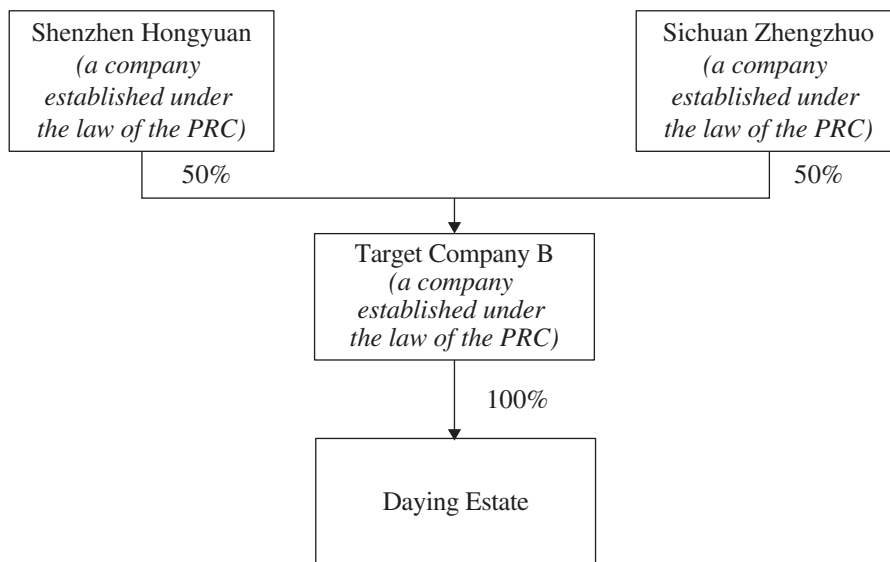 Shenzhen Hongyuan
(a company
established under
the law of the PRC)
Sichuan Zhengzhuo
(a company
established under
the law of the PRC)
50%
50%
Target Company B
(a company
established under
the law of the PRC)
100%
Daying Estate